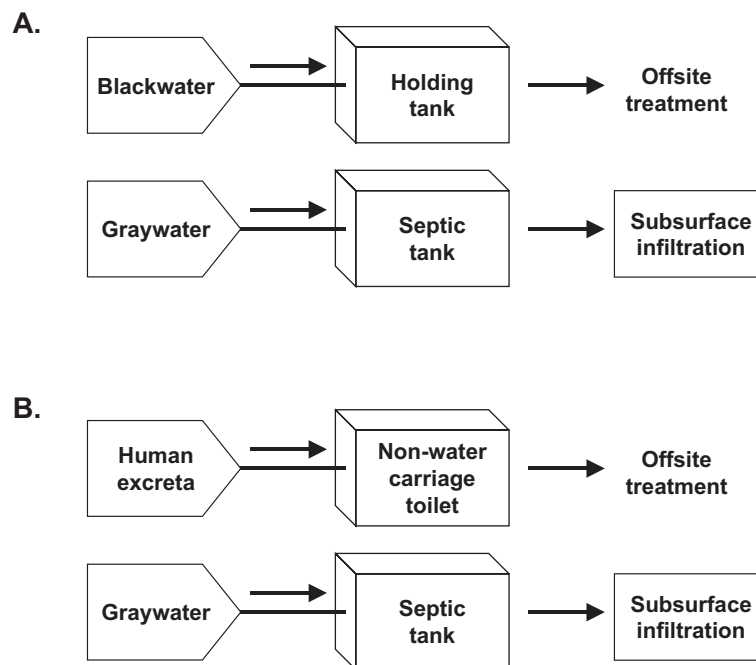 A.
Blackwater
Holding
tank
Offsite
treatment
Graywater
Septic
tank
Subsurface
infiltration
B.
Human
excreta
Non-water
carriage
toilet
Offsite
treatment
Graywater
Septic
tank
Subsurface
infiltration